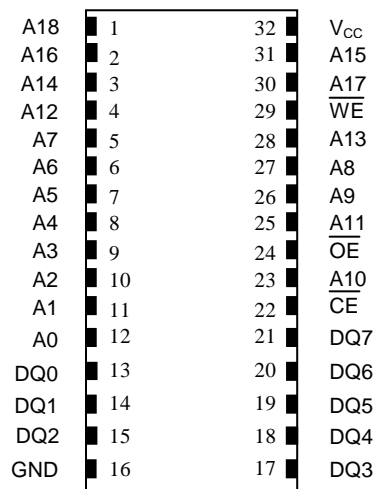 A18 1 32 VCC
A16 2 31 A15
A14 3 30 A17
A12 4 29 W̅E̅
A7 5 28 A13
A6 6 27 A8
A5 7 26 A9
A4 8 25 A11
A3 9 24 O̅E̅
A2 10 23 A10
A1 11 22 C̅E̅
A0 12 21 DQ7
DQ0 13 20 DQ6
DQ1 14 19 DQ5
DQ2 15 18 DQ4
GND 16 17 DQ3